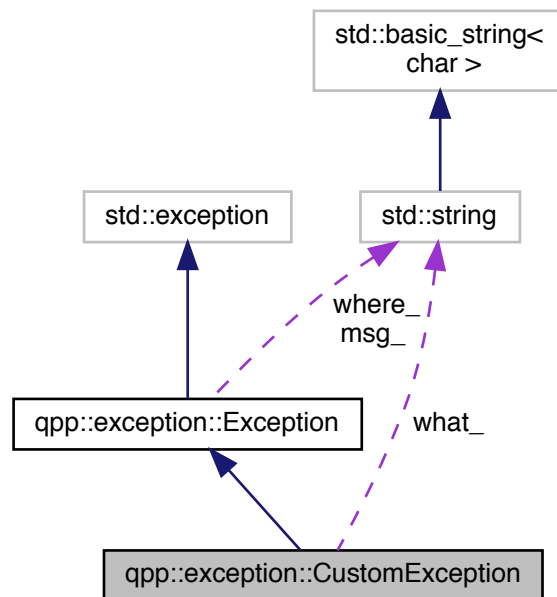 std::basic_string<
char >
std::exception
std::string
where_
msg_
qpp::exception::Exception
what_
qpp::exception::CustomException